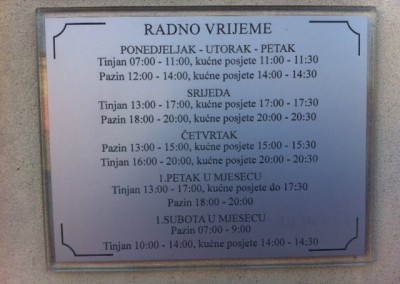 RADNO VRIJEME
PONEDJELJAK - UTORAK - PETAK
Tinjan 07:00 - 11:00, kućne posjete 11:00 - 11:30
Pazin 12:00 - 14:00, kućne posjete 14:00 - 14:30
SRIJEDA
Tinjan 13:00 - 17:00, kućne posjete 17:00 - 17:30
Pazin 18:00 - 20:00, kućne posjete 20:00 - 20:30
ČETVRTAK
Pazin 13:00 - 15:00, kućne posjete 15:00 - 15:30
Tinjan 16:00 - 20:00, kućne posjete 20:00 - 20:30
1.PETAK U MJESECU
Tinjan 13:00 - 17:00, kućne posjete do 17:30
Pazin 18:00 - 20:00
1.SUBOTA U MJESECU
Pazin 07:00 - 9:00
Tinjan 10:00 - 14:00, kućne posjete 14:00 - 14:30